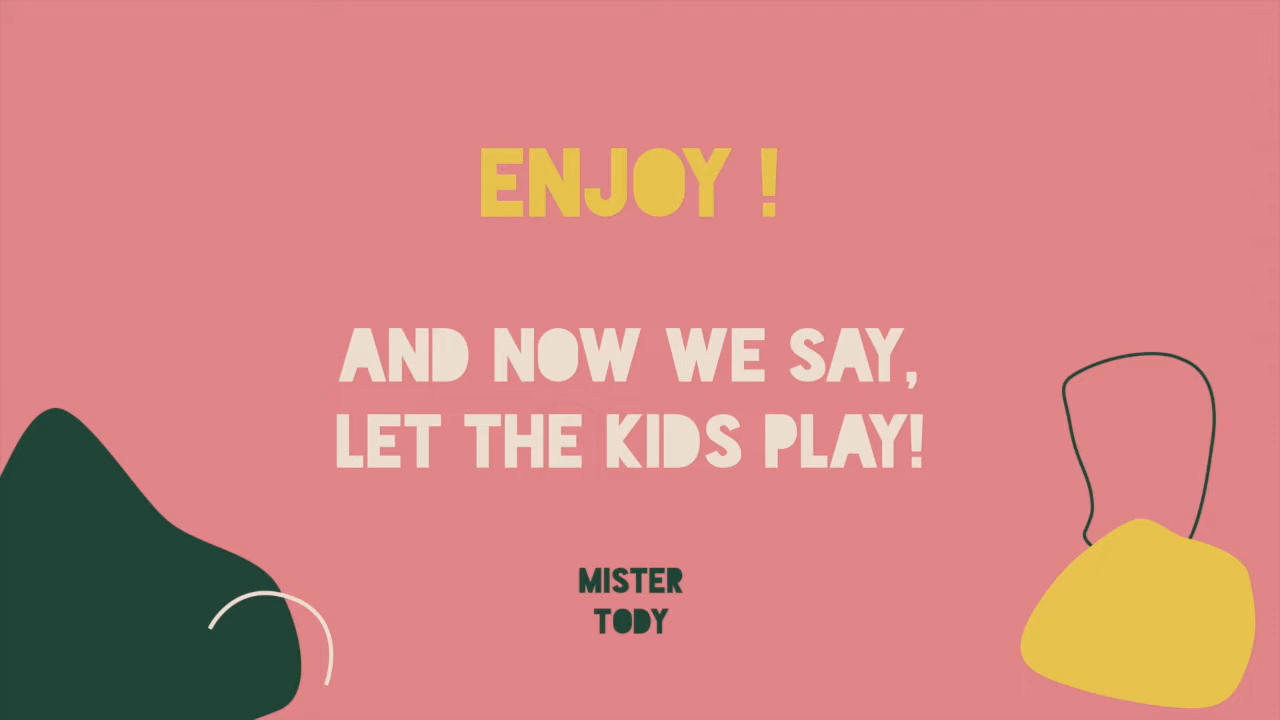 ENJOY !
AND NOW WE SAY,
LET THE KIDS PLAY!
MISTER
TODY